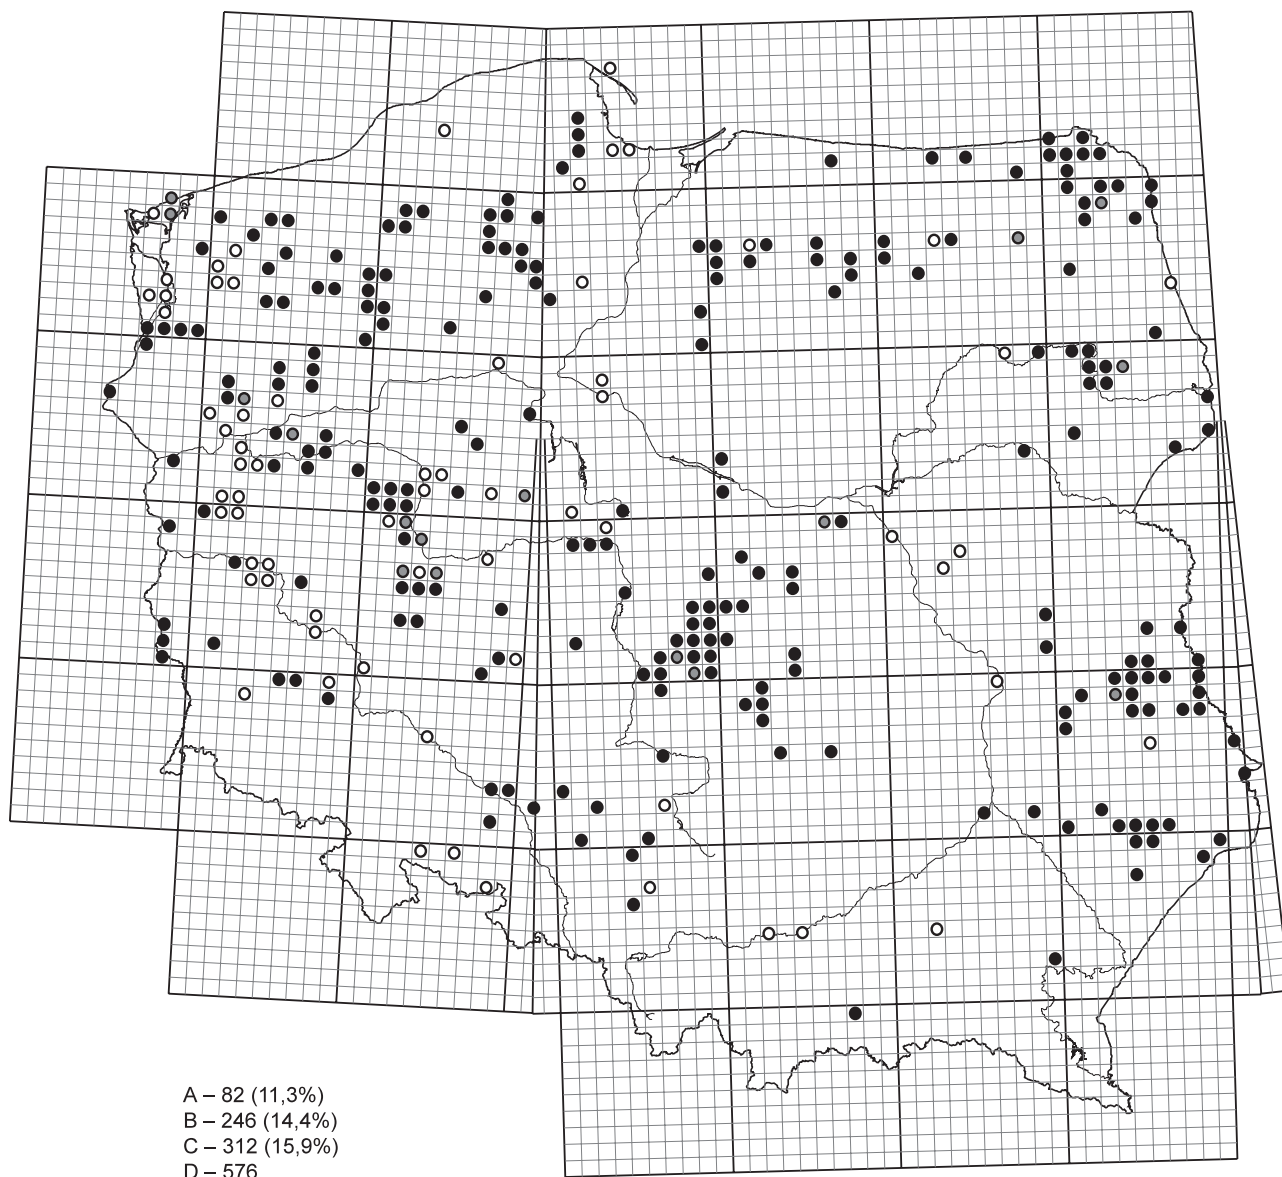 A – 82 (11,3%)
B – 246 (14,4%)
C – 312 (15,9%)
D – 576